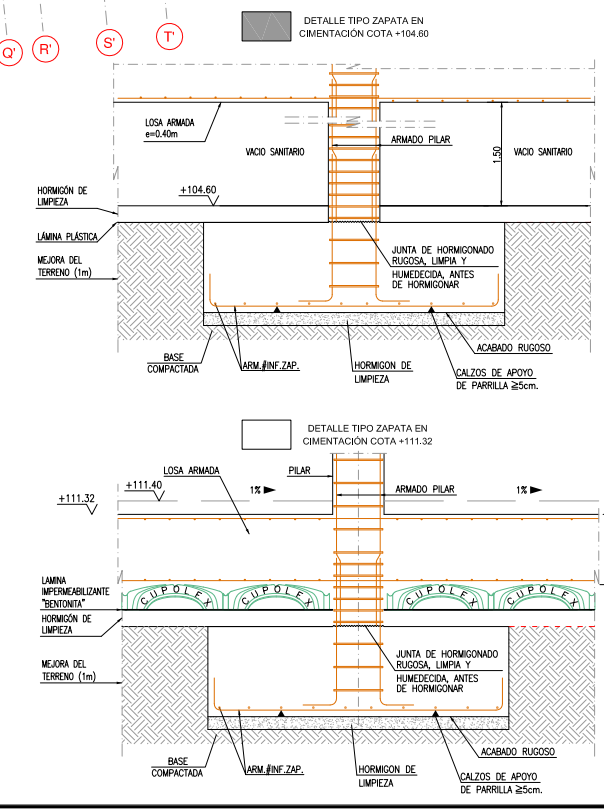 Q'
R'
S'
T'
DETALLE TIPO ZAPATA EN
CIMENTACIÓN COTA +104.60
LOSA ARMADA
e=0.40m
VACIO SANITARIO
ARMADO PILAR
1.50
VACIO SANITARIO
HORMIGÓN DE
LIMPIEZA
+104.60
LÁMINA PLÁSTICA
MEJORA DEL
TERRENO (1m)
JUNTA DE HORMIGONADO
RUGOSA, LIMPIA Y
HUMEDECIDA, ANTES
DE HORMIGONAR
BASE
COMPACTADA
ARM.#INF.ZAP.
HORMIGON DE
LIMPIEZA
ACABADO RUGOSO
CALZOS DE APOYO
DE PARRILLA ≥5cm.
DETALLE TIPO ZAPATA EN
CIMENTACIÓN COTA +111.32
LOSA ARMADA
PILAR
+111.32
+111.40
1%
ARMADO PILAR
1%
LAMINA
IMPERMEABILIZANTE
"BENTONITA"
CUPOLEX
CUPOLEX
CUPOLEX
CUPOLEX
HORMIGÓN DE
LIMPIEZA
MEJORA DEL
TERRENO (1m)
JUNTA DE HORMIGONADO
RUGOSA, LIMPIA Y
HUMEDECIDA, ANTES
DE HORMIGONAR
BASE
COMPACTADA
ARM.#INF.ZAP.
HORMIGON DE
LIMPIEZA
ACABADO RUGOSO
CALZOS DE APOYO
DE PARRILLA ≥5cm.